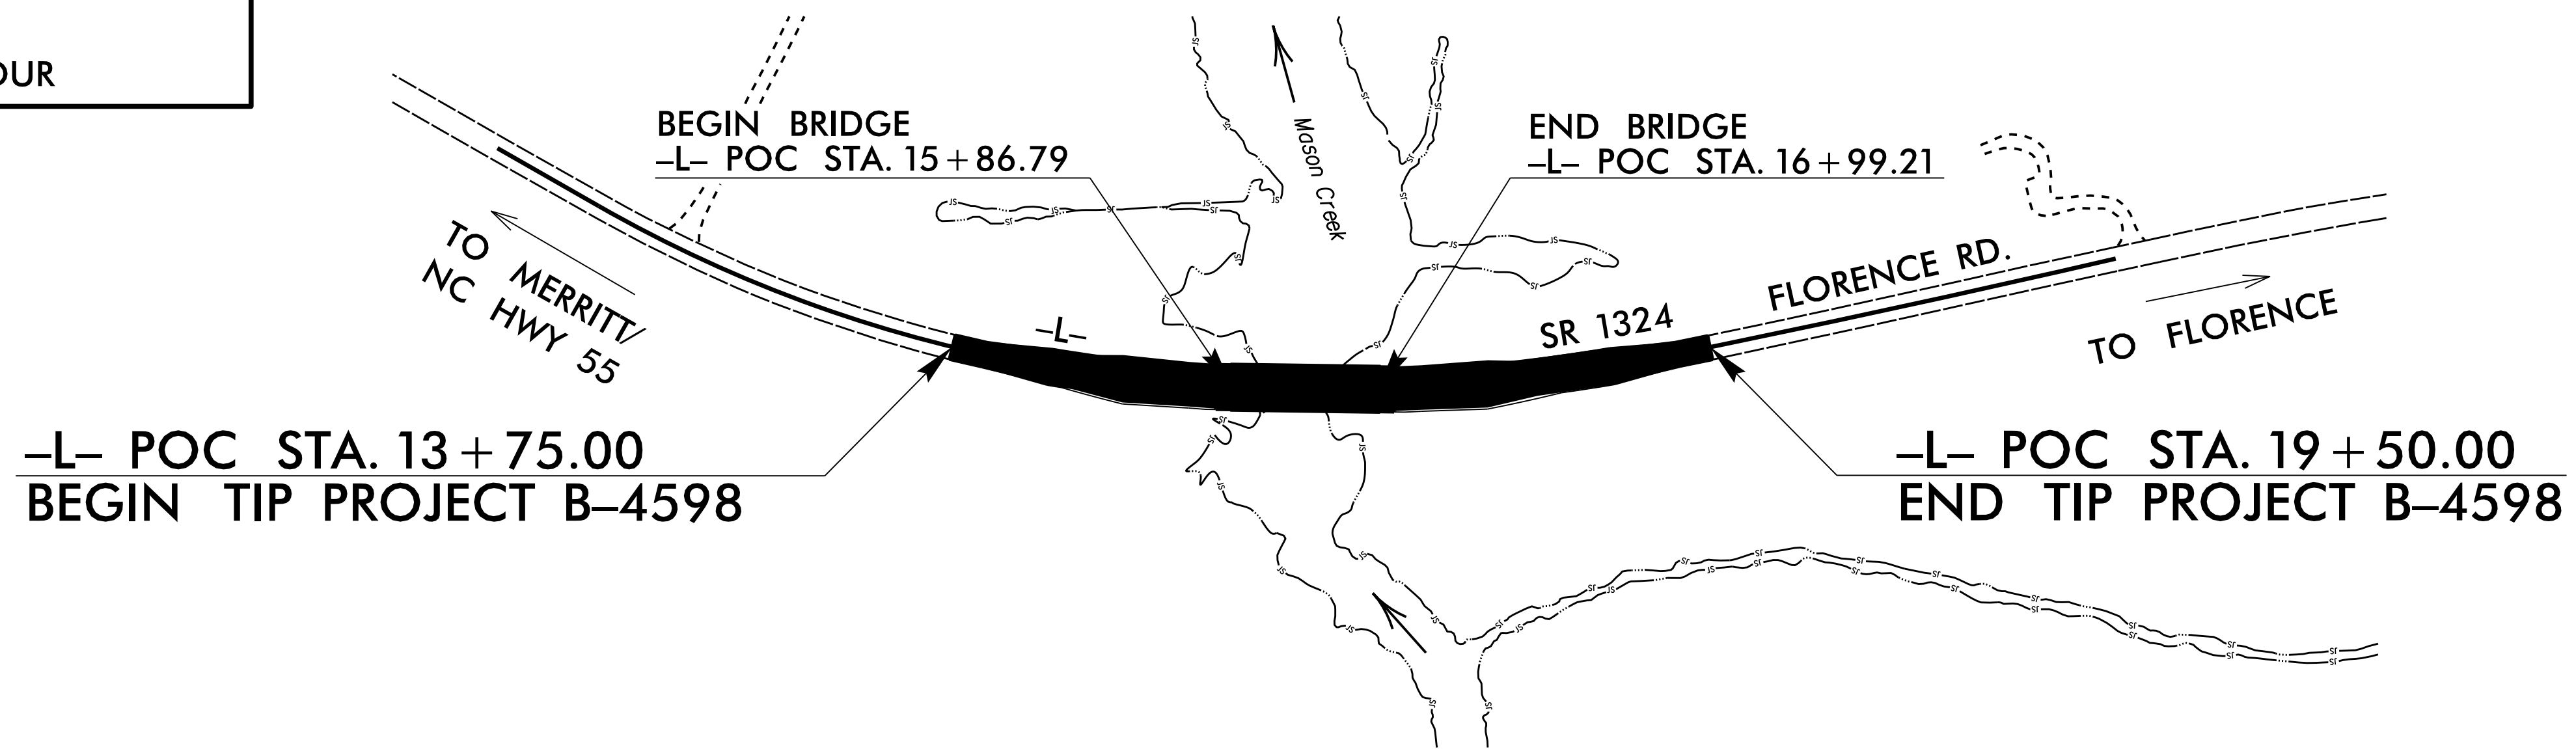 OUR
BEGIN BRIDGE
–L– POC STA. 15+86.79
END BRIDGE
–L– POC STA. 16+99.21
Mason Creek
TO MERRITT/
NC HWY 55
–L–
SR 1324
FLORENCE RD.
TO FLORENCE
–L– POC STA. 13+75.00
BEGIN TIP PROJECT B–4598
–L– POC STA. 19+50.00
END TIP PROJECT B–4598